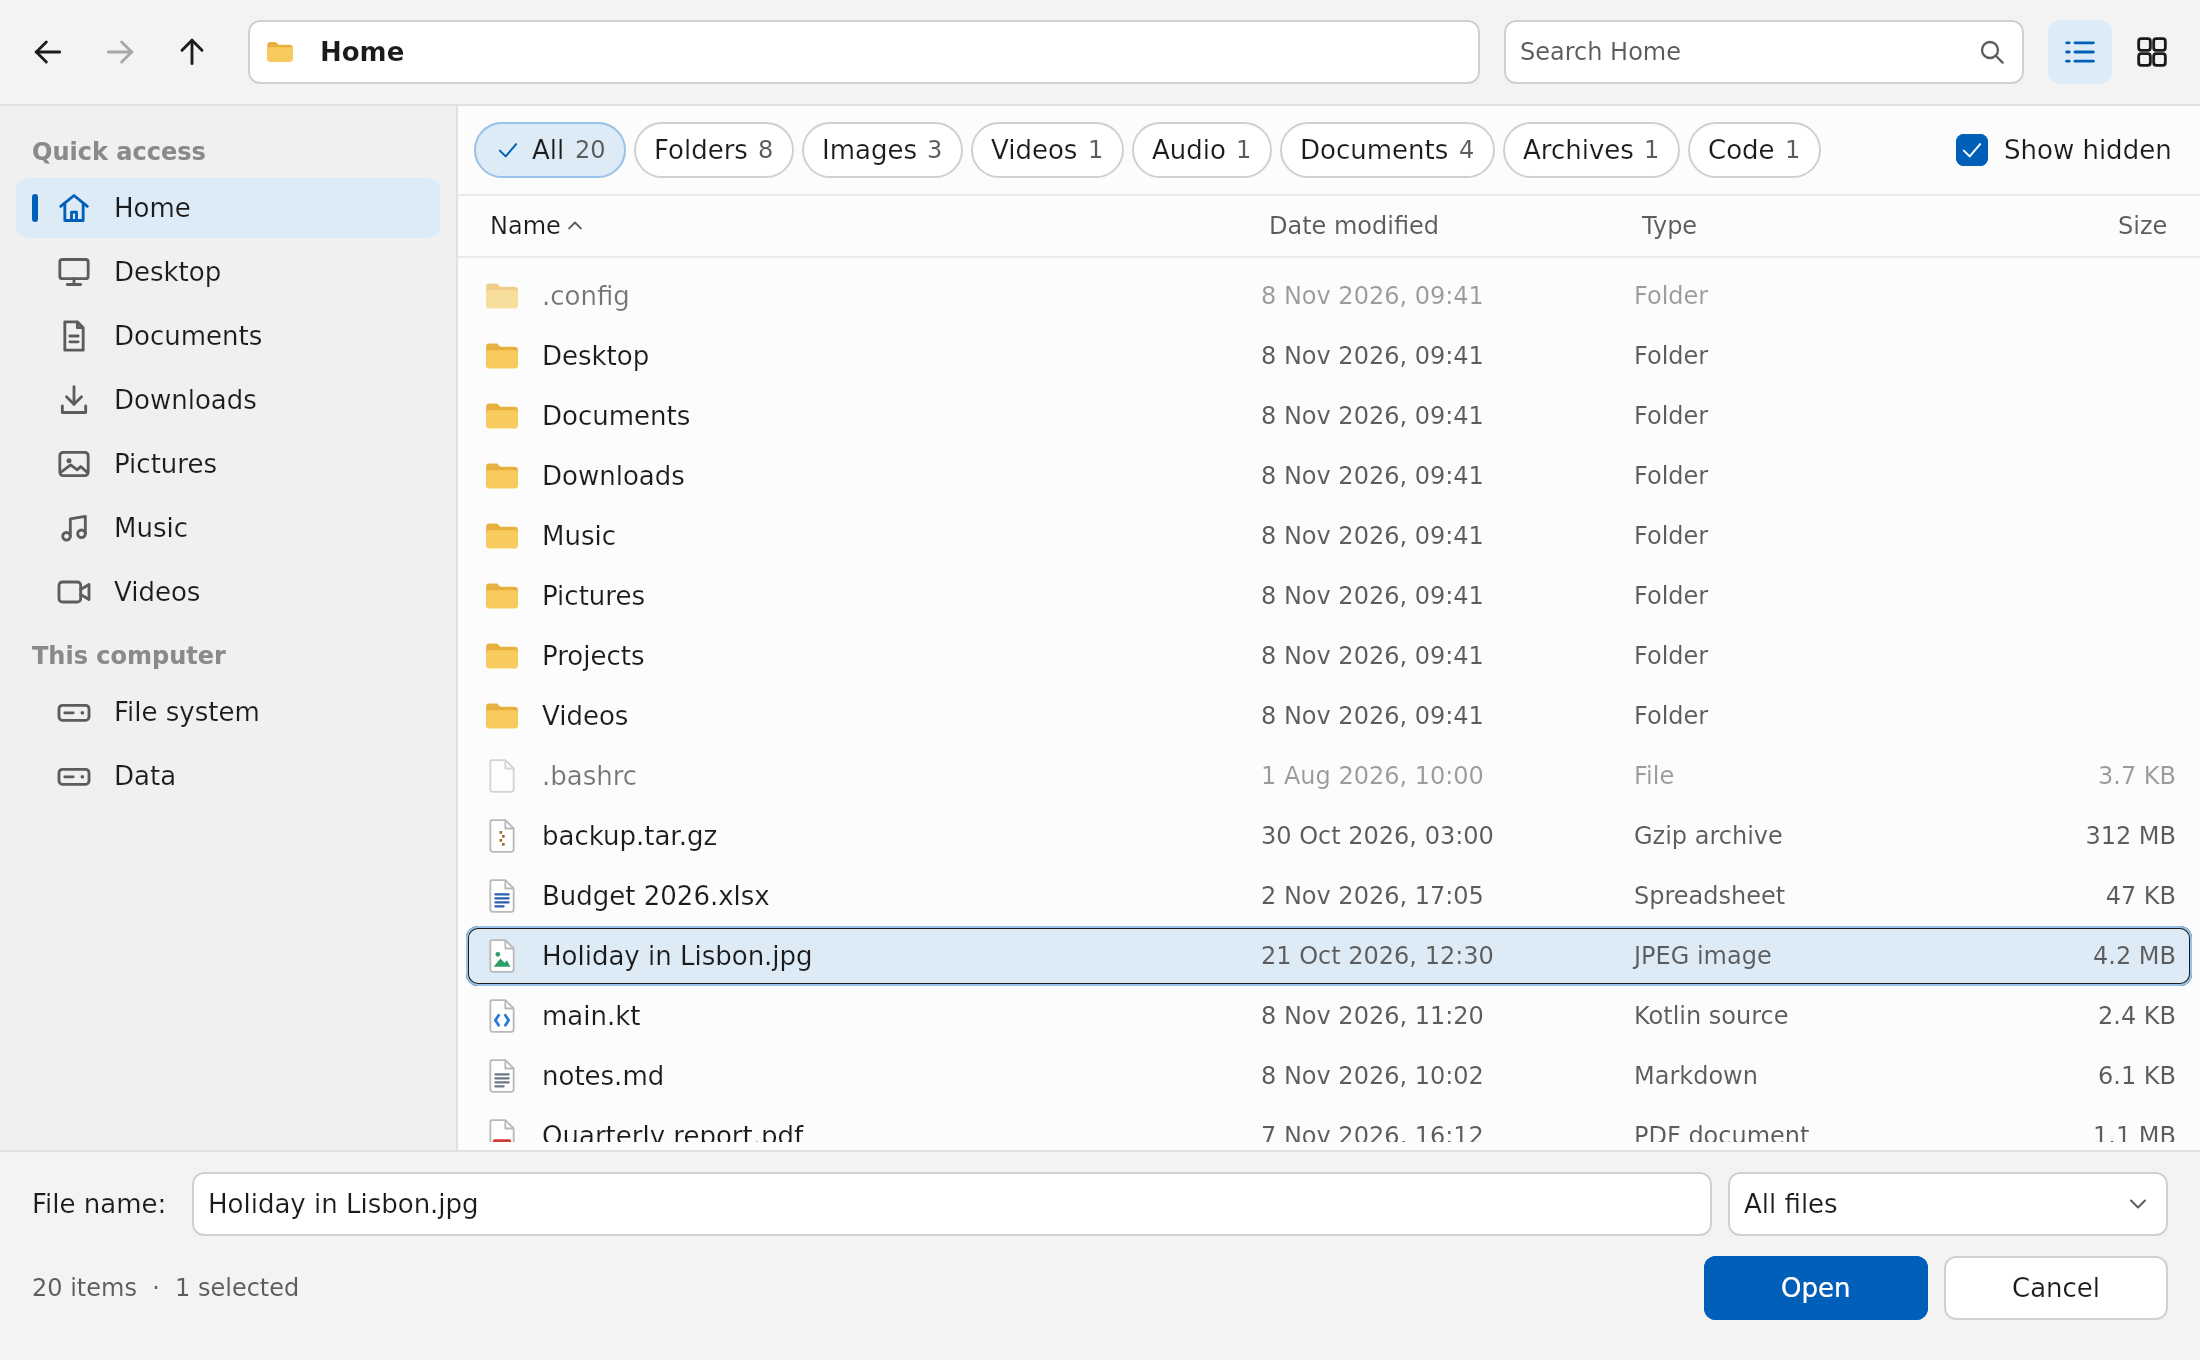 Home
Search Home
Quick access
Home
Desktop
Documents
Downloads
Pictures
Music
Videos
This computer
File system
Data
All 20 Folders 8 Images 3 Videos 1 Audio 1 Documents 4 Archives 1 Code 1 Show hidden
Name Date modified Type Size
.config 8 Nov 2026, 09:41 Folder
Desktop 8 Nov 2026, 09:41 Folder
Documents 8 Nov 2026, 09:41 Folder
Downloads 8 Nov 2026, 09:41 Folder
Music 8 Nov 2026, 09:41 Folder
Pictures 8 Nov 2026, 09:41 Folder
Projects 8 Nov 2026, 09:41 Folder
Videos 8 Nov 2026, 09:41 Folder
.bashrc 1 Aug 2026, 10:00 File 3.7 KB
backup.tar.gz 30 Oct 2026, 03:00 Gzip archive 312 MB
Budget 2026.xlsx 2 Nov 2026, 17:05 Spreadsheet 47 KB
Holiday in Lisbon.jpg 21 Oct 2026, 12:30 JPEG image 4.2 MB
main.kt 8 Nov 2026, 11:20 Kotlin source 2.4 KB
notes.md 8 Nov 2026, 10:02 Markdown 6.1 KB
Quarterly report.pdf 7 Nov 2026, 16:12 PDF document 1.1 MB
File name: Holiday in Lisbon.jpg All files
20 items · 1 selected Open Cancel